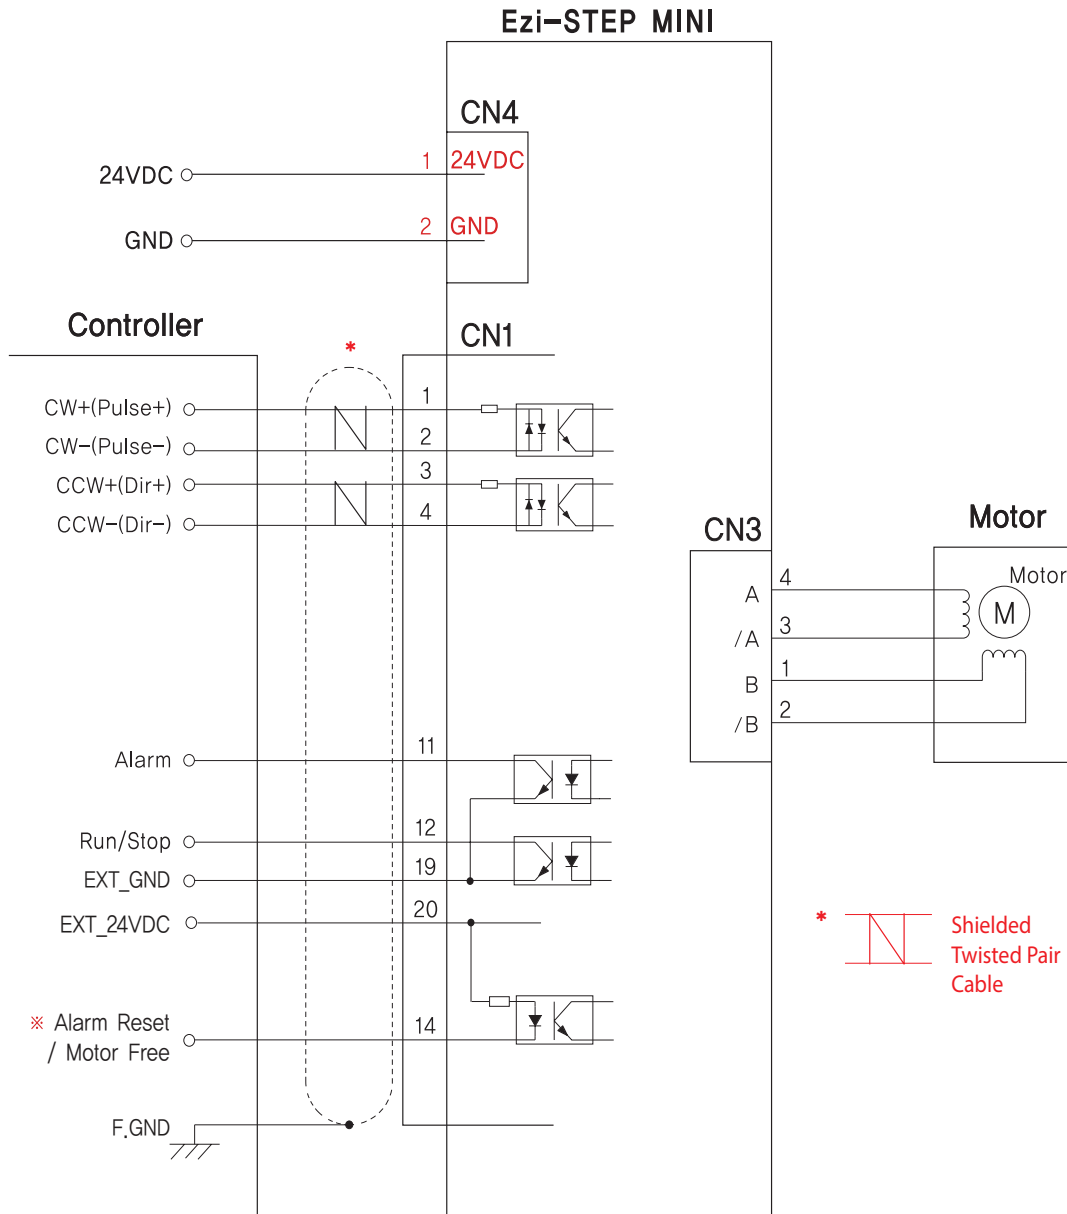 Ezi-STEP MINI
CN4
24VDC
1
24VDC
GND
2
GND
Controller
*
CN1
CW+(Pulse+)
1
CW-(Pulse-)
2
CCW+(Dir+)
3
CCW-(Dir-)
4
CN3
Motor
Motor
M
A
4
/A
3
B
1
/B
2
Alarm
11
Run/Stop
12
EXT_GND
19
EXT_24VDC
20
*
Shielded
Twisted Pair
Cable
※ Alarm Reset
/ Motor Free
14
F.GND